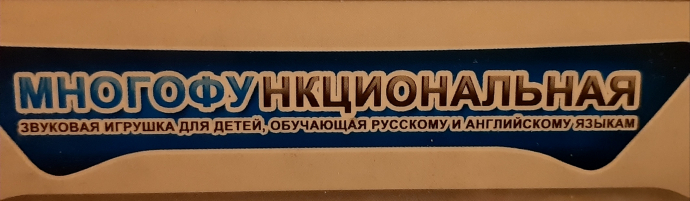 МНОГОФУНКЦИОНАЛЬНАЯ
ЗВУКОВАЯ ИГРУШКА ДЛЯ ДЕТЕЙ, ОБУЧАЮЩАЯ РУССКОМУ И АНГЛИЙСКОМУ ЯЗЫКАМ